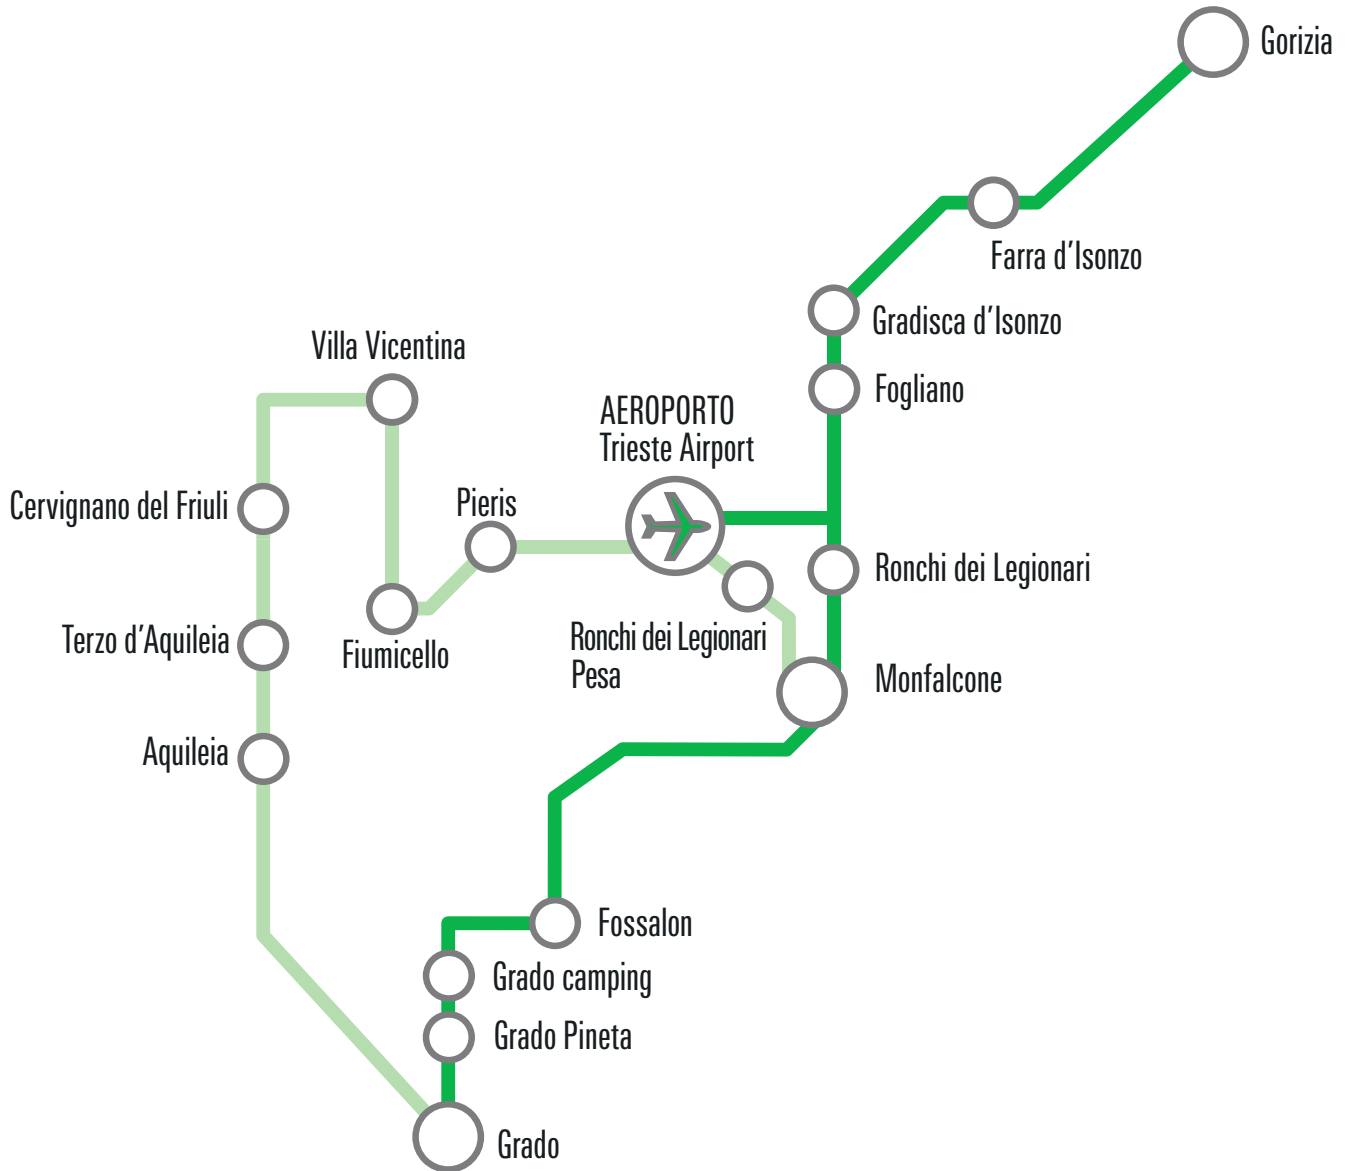 Gorizia
Farra d'Isonzo
Gradisca d'Isonzo
Villa Vicentina
Fogliano
AEROPORTO
Trieste Airport
Cervignano del Friuli
Pieris
Ronchi dei Legionari
Terzo d'Aquileia
Fiumicello
Ronchi dei Legionari
Pesa
Monfalcone
Aquileia
Fossalon
Grado camping
Grado Pineta
Grado